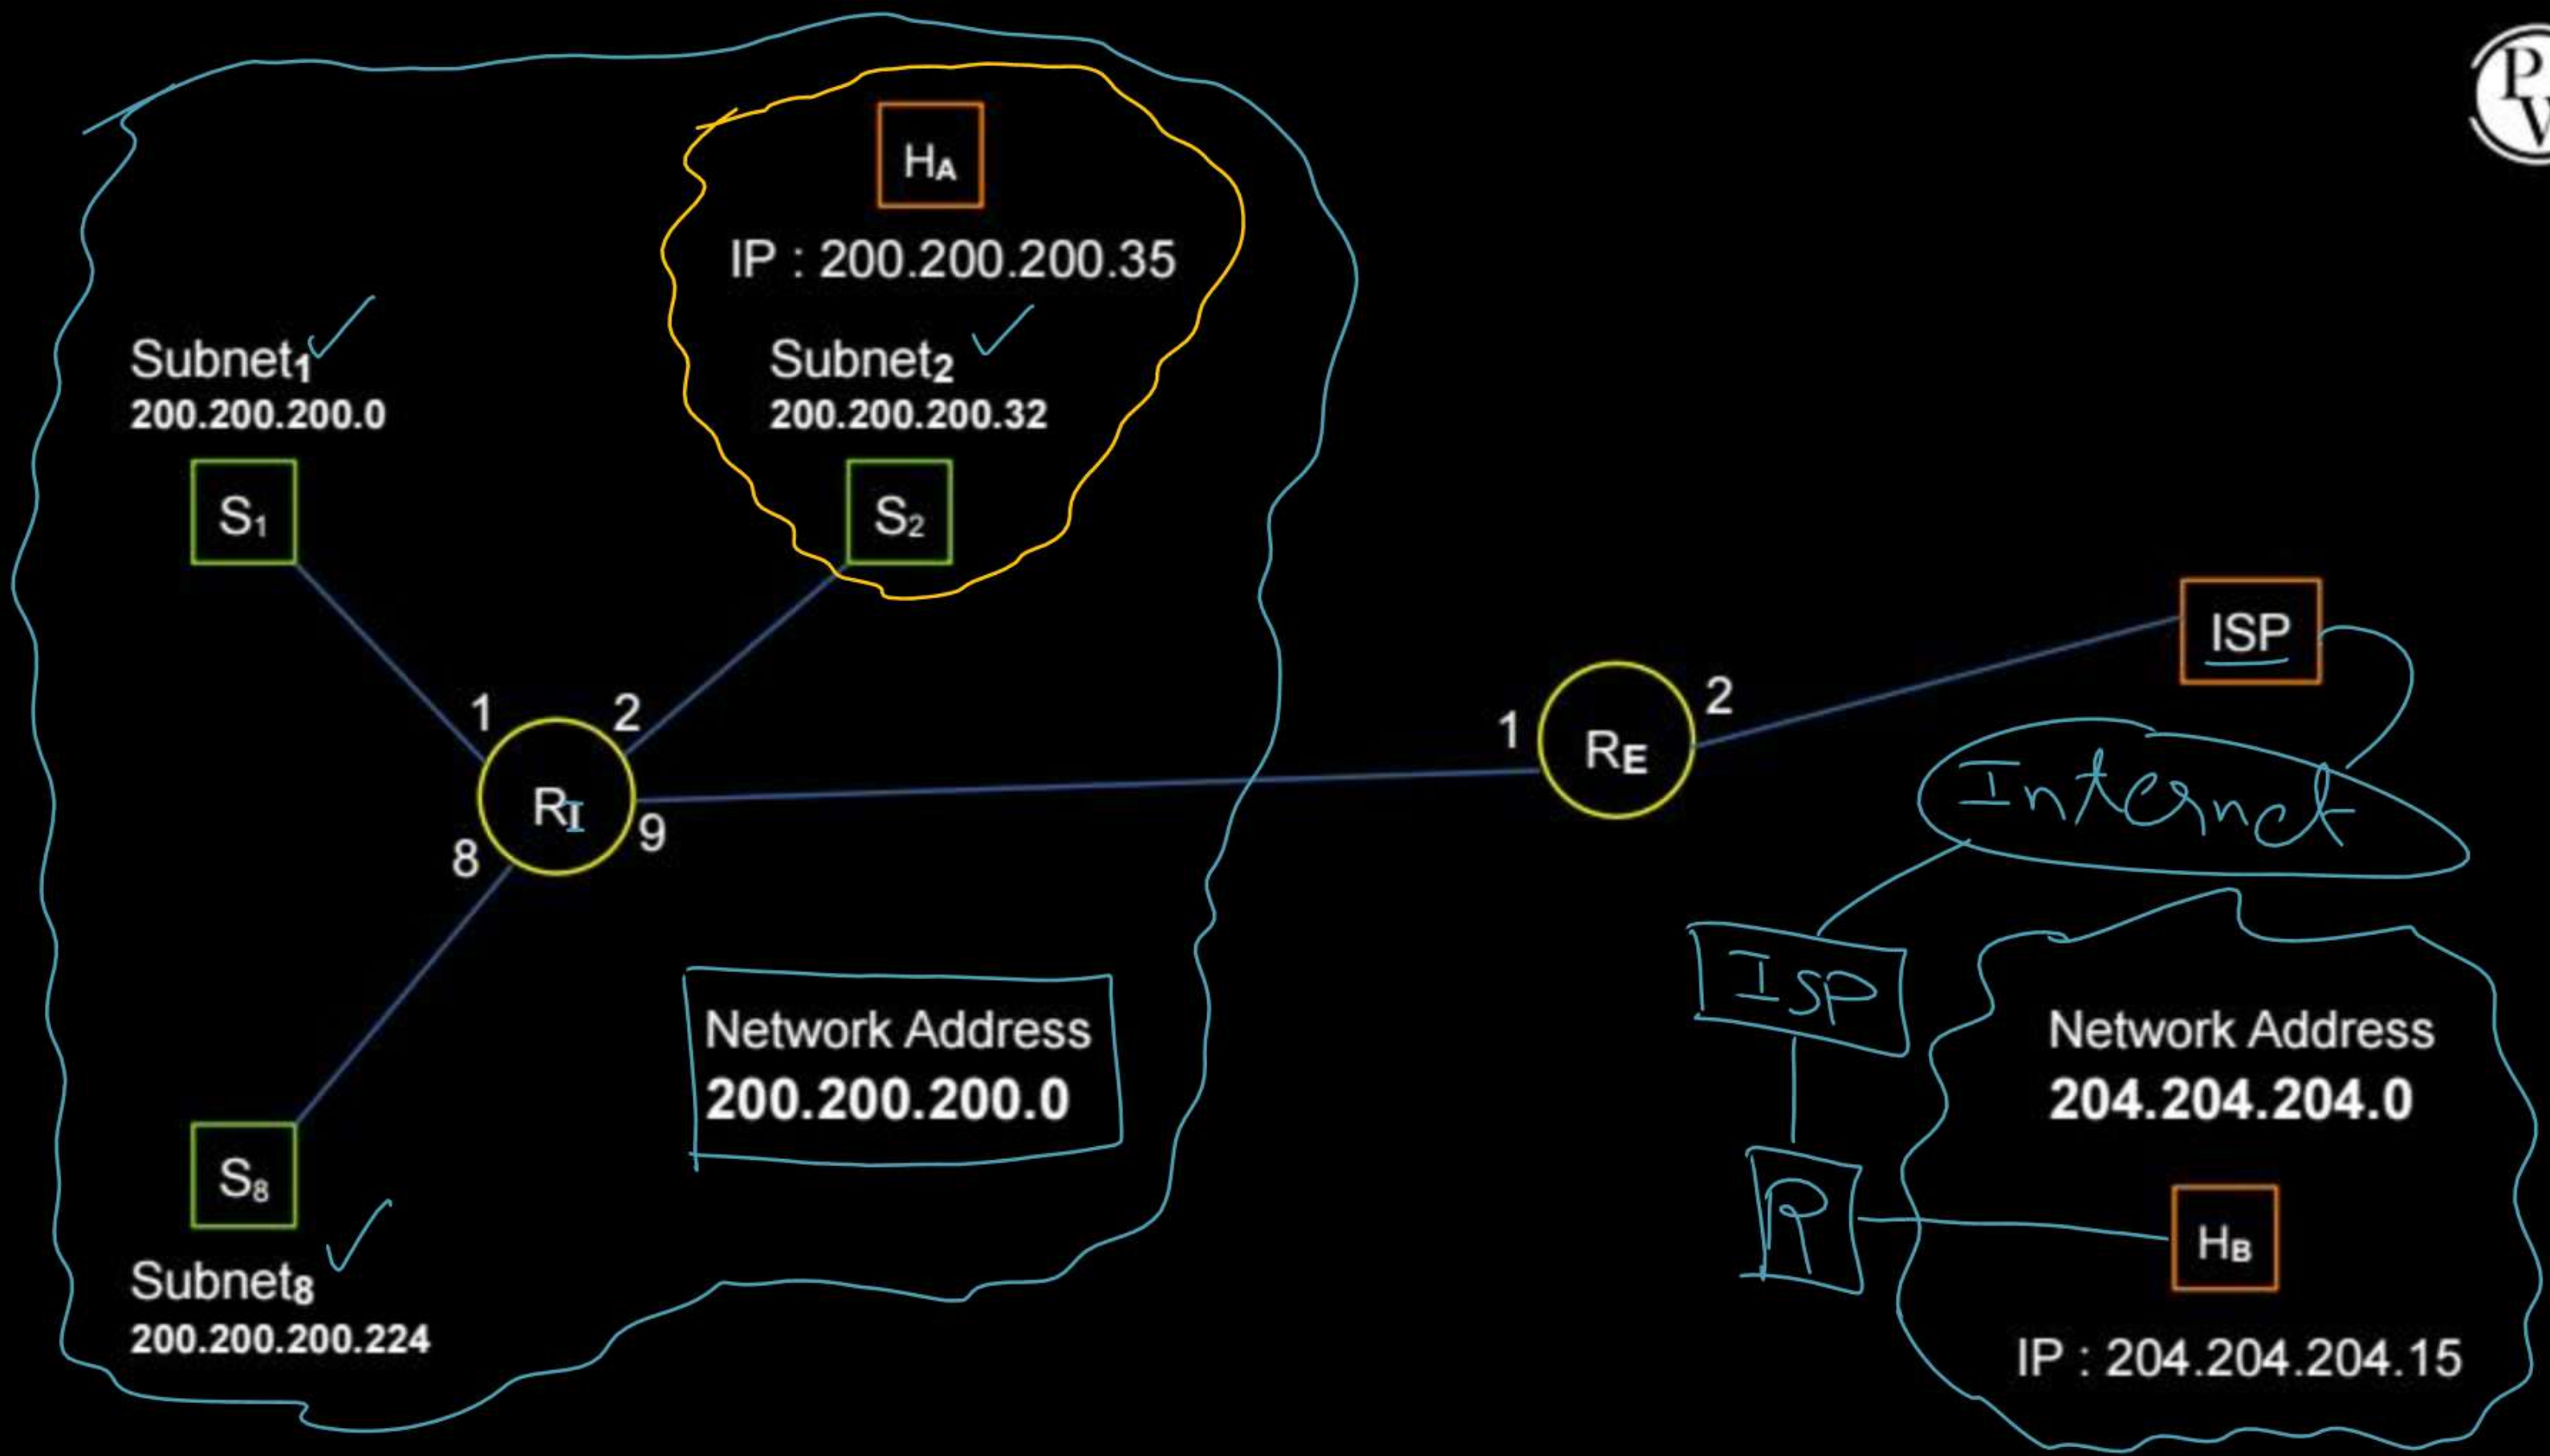 P
W
HA
IP : 200.200.200.35
Subnet1
200.200.200.0
Subnet2
200.200.200.32
S1
S2
ISP
1
2
1
2
RI
RE
8
9
Internet
ISP
Network Address
200.200.200.0
Network Address
204.204.204.0
S8
R
HB
Subnet8
200.200.200.224
IP : 204.204.204.15